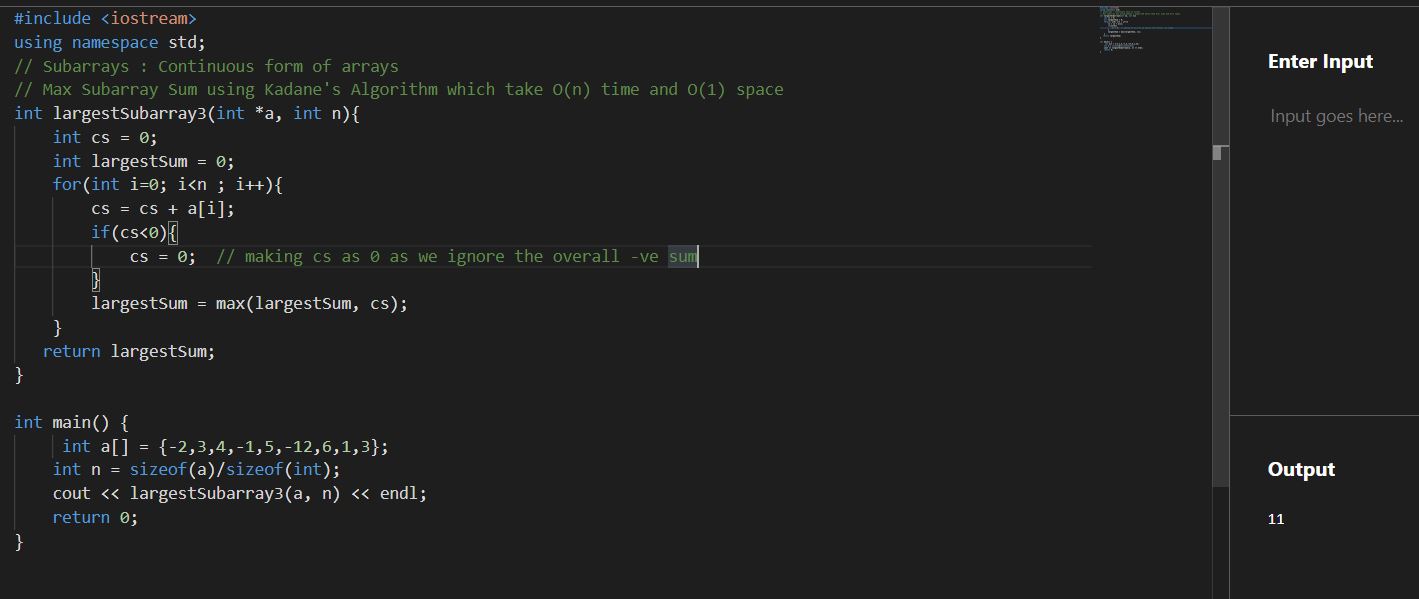 #include <iostream>
using namespace std;
// Subarrays : Continuous form of arrays
// Max Subarray Sum using Kadane's Algorithm which take O(n) time and O(1) space
int largestSubarray3(int *a, int n){
    int cs = 0;
    int largestSum = 0;
    for(int i=0; i<n ; i++){
        cs = cs + a[i];
        if(cs<0){
            cs = 0;  // making cs as 0 as we ignore the overall -ve sum
        }
        largestSum = max(largestSum, cs);
    }
   return largestSum;
}
int main() {
     int a[] = {-2,3,4,-1,5,-12,6,1,3};
    int n = sizeof(a)/sizeof(int);
    cout << largestSubarray3(a, n) << endl;
    return 0;
}
Enter Input
Input goes here...
Output
11